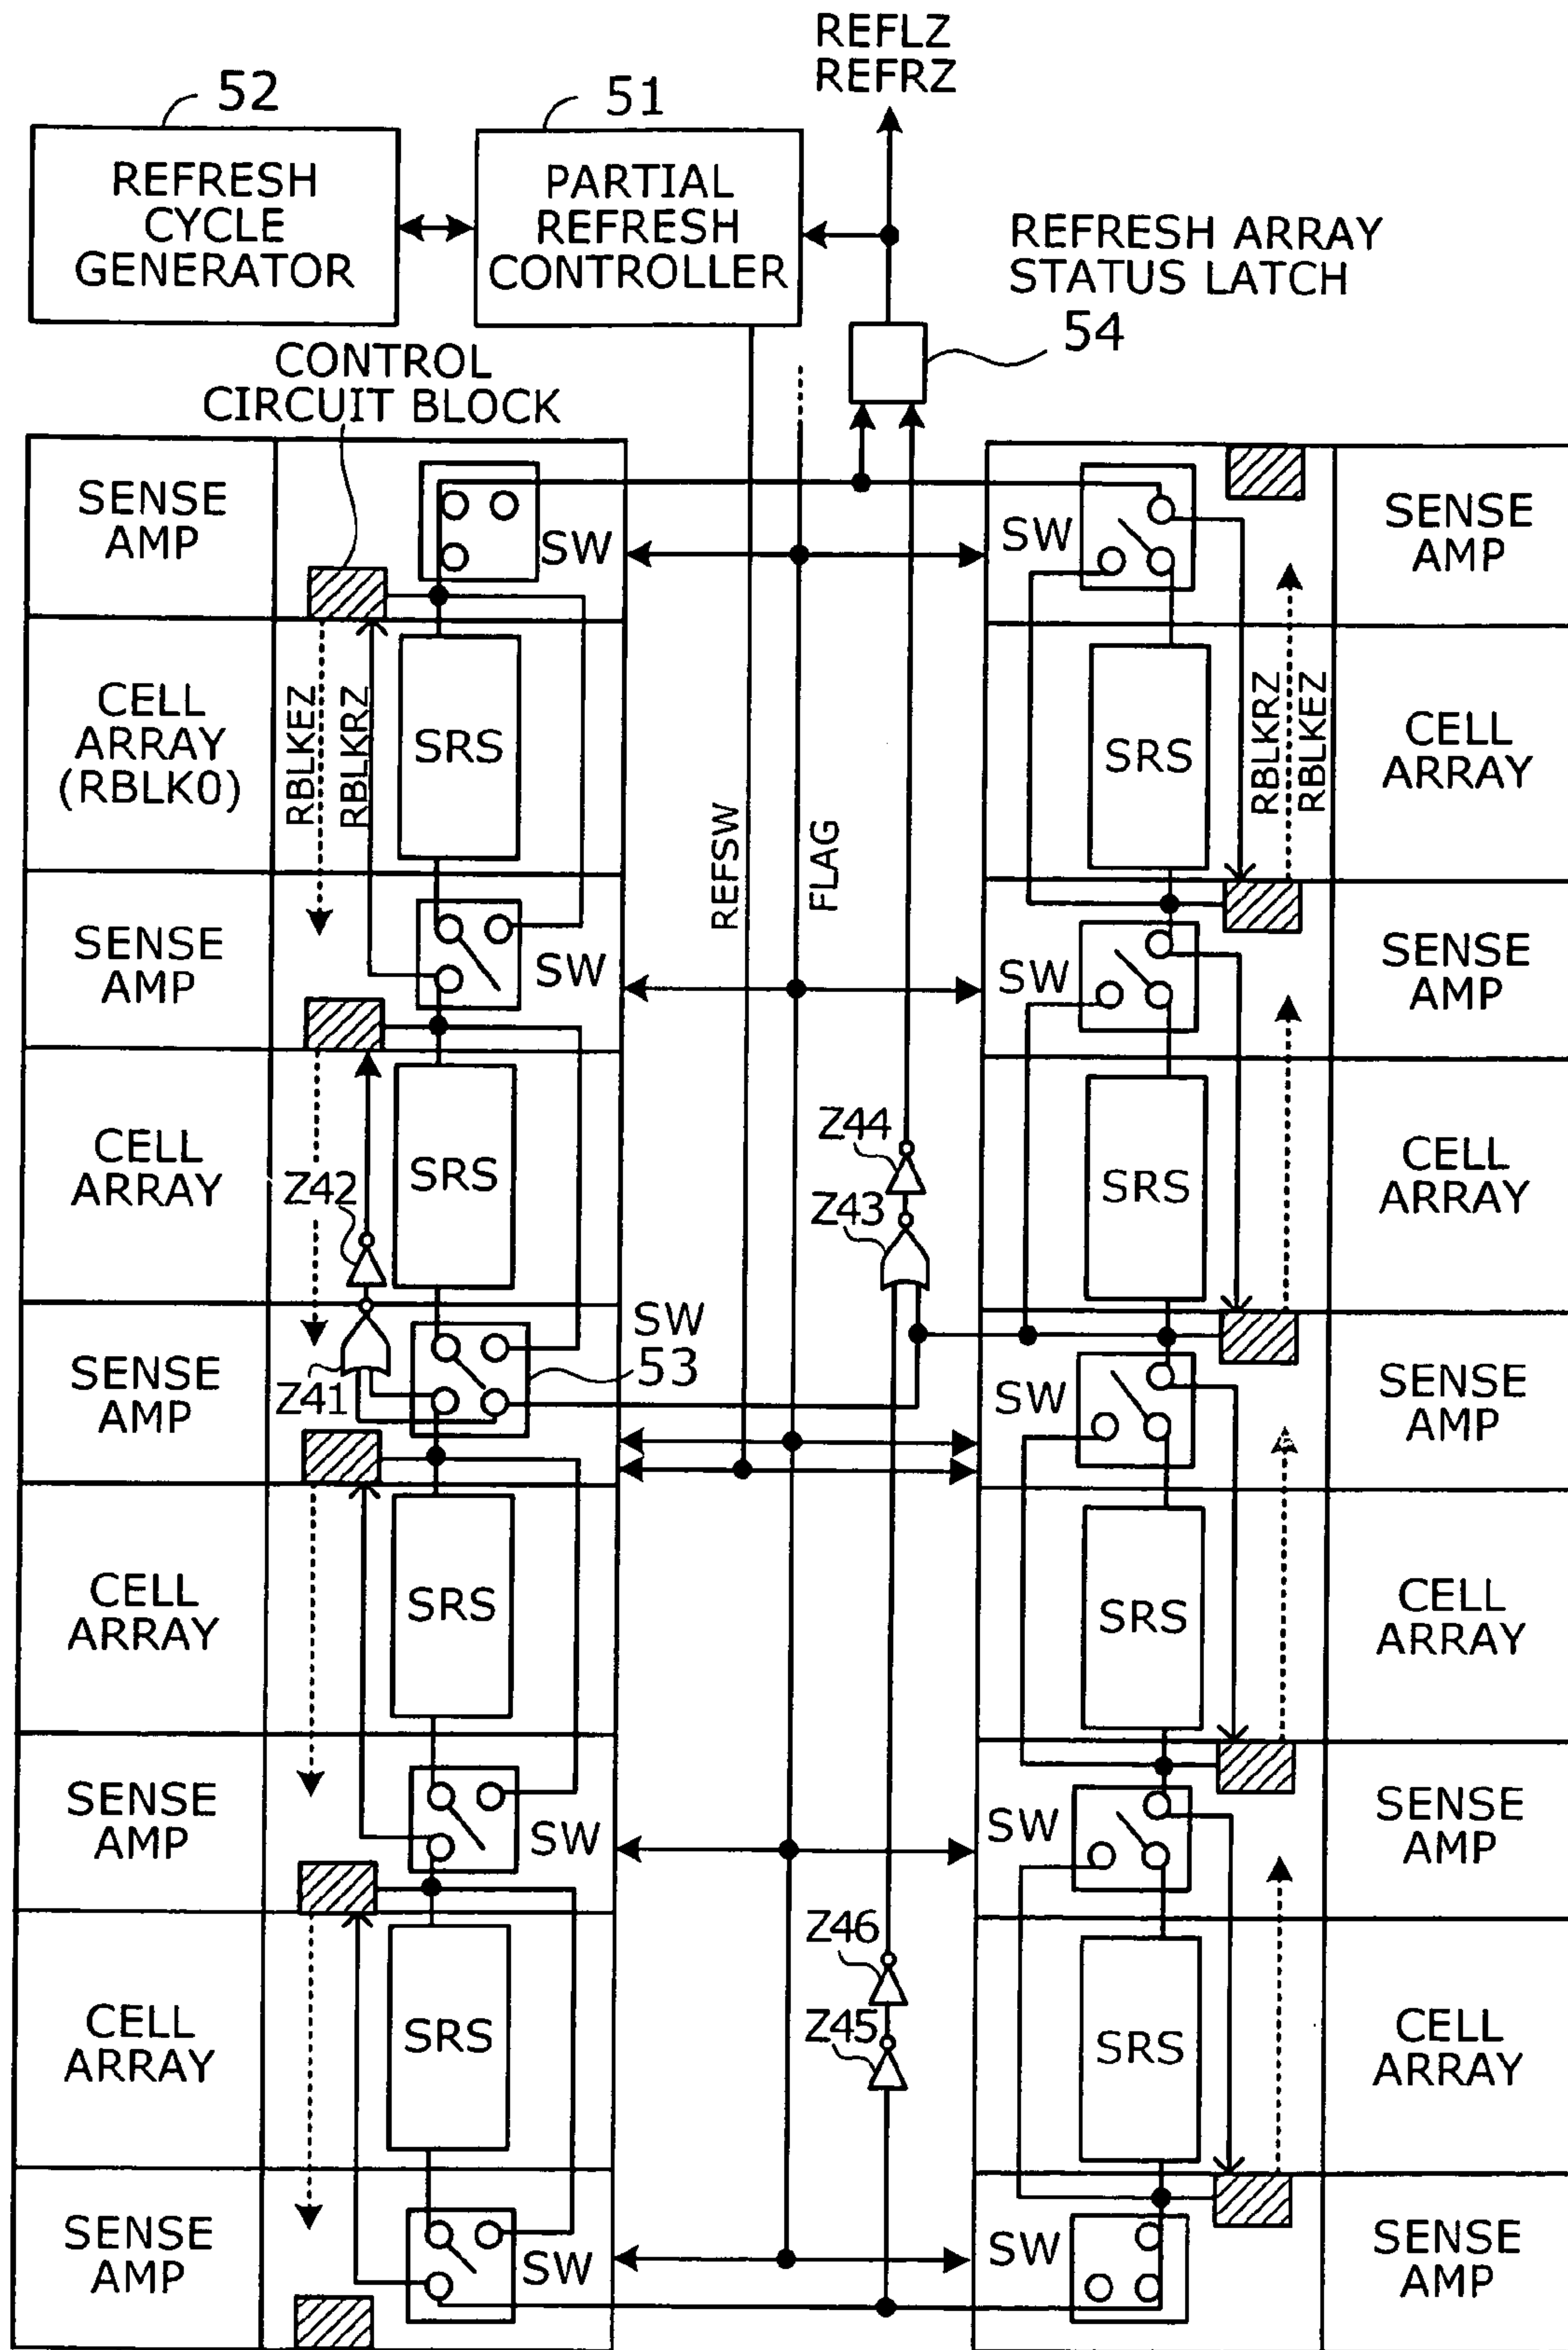 REFLZ
REFRZ
52
51
REFRESH
CYCLE
GENERATOR
PARTIAL
REFRESH
CONTROLLER
REFRESH ARRAY
STATUS LATCH
54
CONTROL
CIRCUIT BLOCK
SENSE
AMP
SW
SW
SENSE
AMP
CELL
ARRAY
(RBLK0)
RBLKEZ
RBLKRZ
SRS
REFSW
FLAG
SRS
RBLKRZ
RBLKEZ
CELL
ARRAY
SENSE
AMP
SW
SW
SENSE
AMP
CELL
ARRAY
Z42
SRS
Z44
Z43
SRS
CELL
ARRAY
SENSE
AMP
Z41
SW
53
SW
SENSE
AMP
CELL
ARRAY
SRS
SRS
CELL
ARRAY
SENSE
AMP
SW
SW
SENSE
AMP
CELL
ARRAY
SRS
Z46
Z45
SRS
CELL
ARRAY
SENSE
AMP
SW
SW
SENSE
AMP